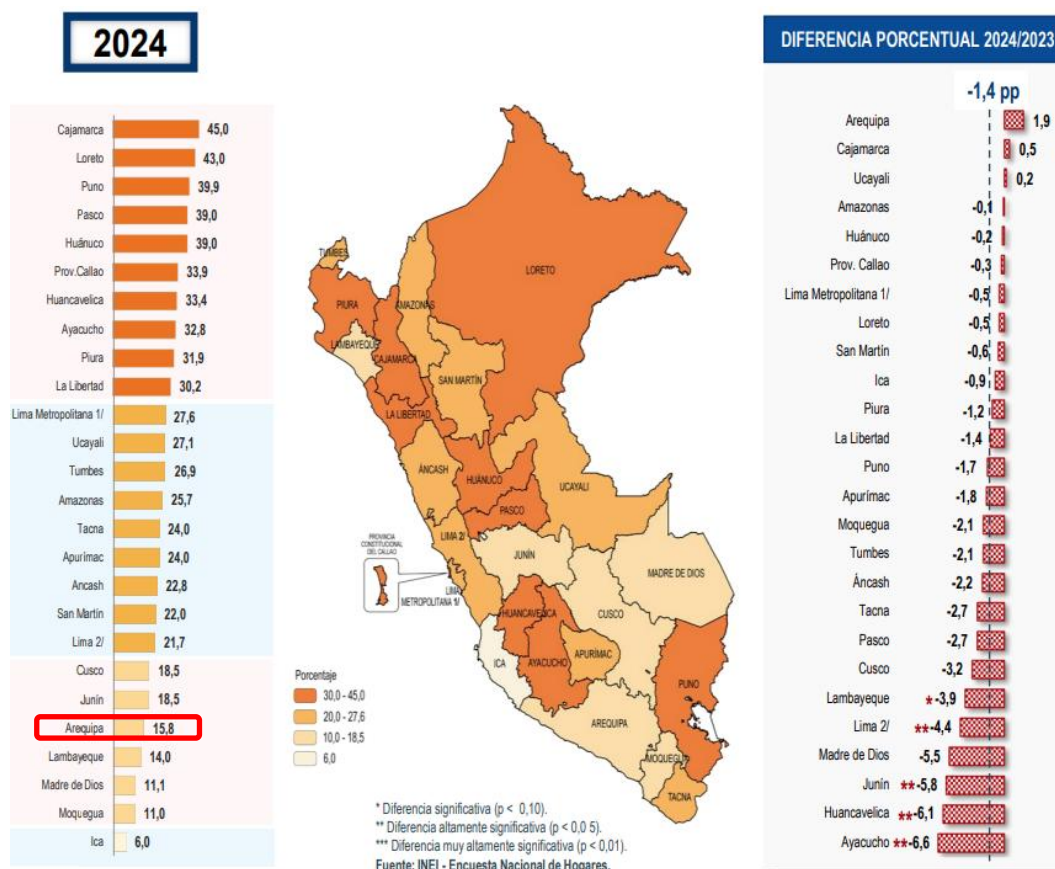 2024
Cajamarca 45,0
Loreto 43,0
Puno 39,9
Pasco 39,0
Huánuco 39,0
Prov.Callao 33,9
Huancavelica 33,4
Ayacucho 32,8
Piura 31,9
La Libertad 30,2
Lima Metropolitana 1/ 27,6
Ucayali 27,1
Tumbes 26,9
Amazonas 25,7
Tacna 24,0
Apurímac 24,0
Ancash 22,8
San Martín 22,0
Lima 2/ 21,7
Cusco 18,5
Junín 18,5
Arequipa 15,8
Lambayeque 14,0
Madre de Dios 11,1
Moquegua 11,0
Ica 6,0
TUMBES
LORETO
PIURA
AMAZONAS
LAMBAYEQUE
CAJAMARCA
SAN MARTÍN
LA LIBERTAD
ÁNCASH
HUÁNUCO
UCAYALI
PASCO
LIMA 2/
JUNÍN
PROVINCIA
CONSTITUCIONAL
DEL CALLAO
LIMA
METROPOLITANA 1/
MADRE DE DIOS
HUANCAVELICA
CUSCO
ICA
AYACUCHO
APURÍMAC
PUNO
AREQUIPA
MOQUEGUA
TACNA
Porcentaje
30,0 - 45,0
20,0 - 27,6
10,0 - 18,5
6,0
* Diferencia significativa (p < 0,10).
** Diferencia altamente significativa (p < 0,0 5).
*** Diferencia muy altamente significativa (p < 0,01).
Fuente: INEI - Encuesta Nacional de Hogares.
DIFERENCIA PORCENTUAL 2024/2023
-1,4 pp
Arequipa 1,9
Cajamarca 0,5
Ucayali 0,2
Amazonas -0,1
Huánuco -0,2
Prov. Callao -0,3
Lima Metropolitana 1/ -0,5
Loreto -0,5
San Martín -0,6
Ica -0,9
Piura -1,2
La Libertad -1,4
Puno -1,7
Apurímac -1,8
Moquegua -2,1
Tumbes -2,1
Áncash -2,2
Tacna -2,7
Pasco -2,7
Cusco -3,2
Lambayeque *-3,9
Lima 2/ **-4,4
Madre de Dios -5,5
Junín **-5,8
Huancavelica **-6,1
Ayacucho **-6,6